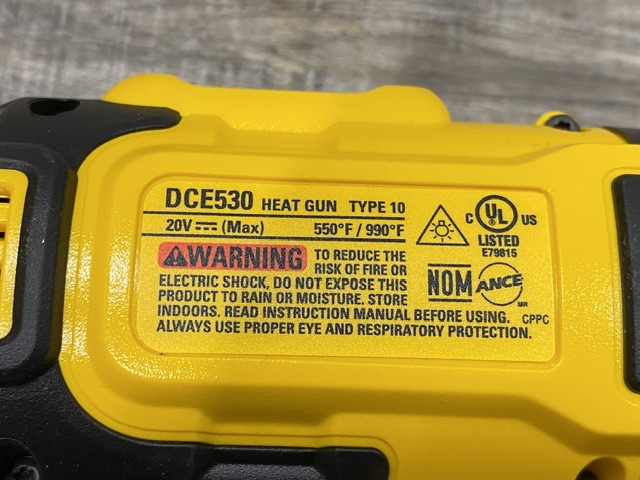 DCE530 HEAT GUN TYPE 10
20V ⎓ (Max) 550°F / 990°F
⚠WARNING TO REDUCE THE
RISK OF FIRE OR
ELECTRIC SHOCK, DO NOT EXPOSE THIS
PRODUCT TO RAIN OR MOISTURE. STORE
INDOORS. READ INSTRUCTION MANUAL BEFORE USING.
ALWAYS USE PROPER EYE AND RESPIRATORY PROTECTION.
C UL US
LISTED
E79815
NOM ANCE
MR
CPPC